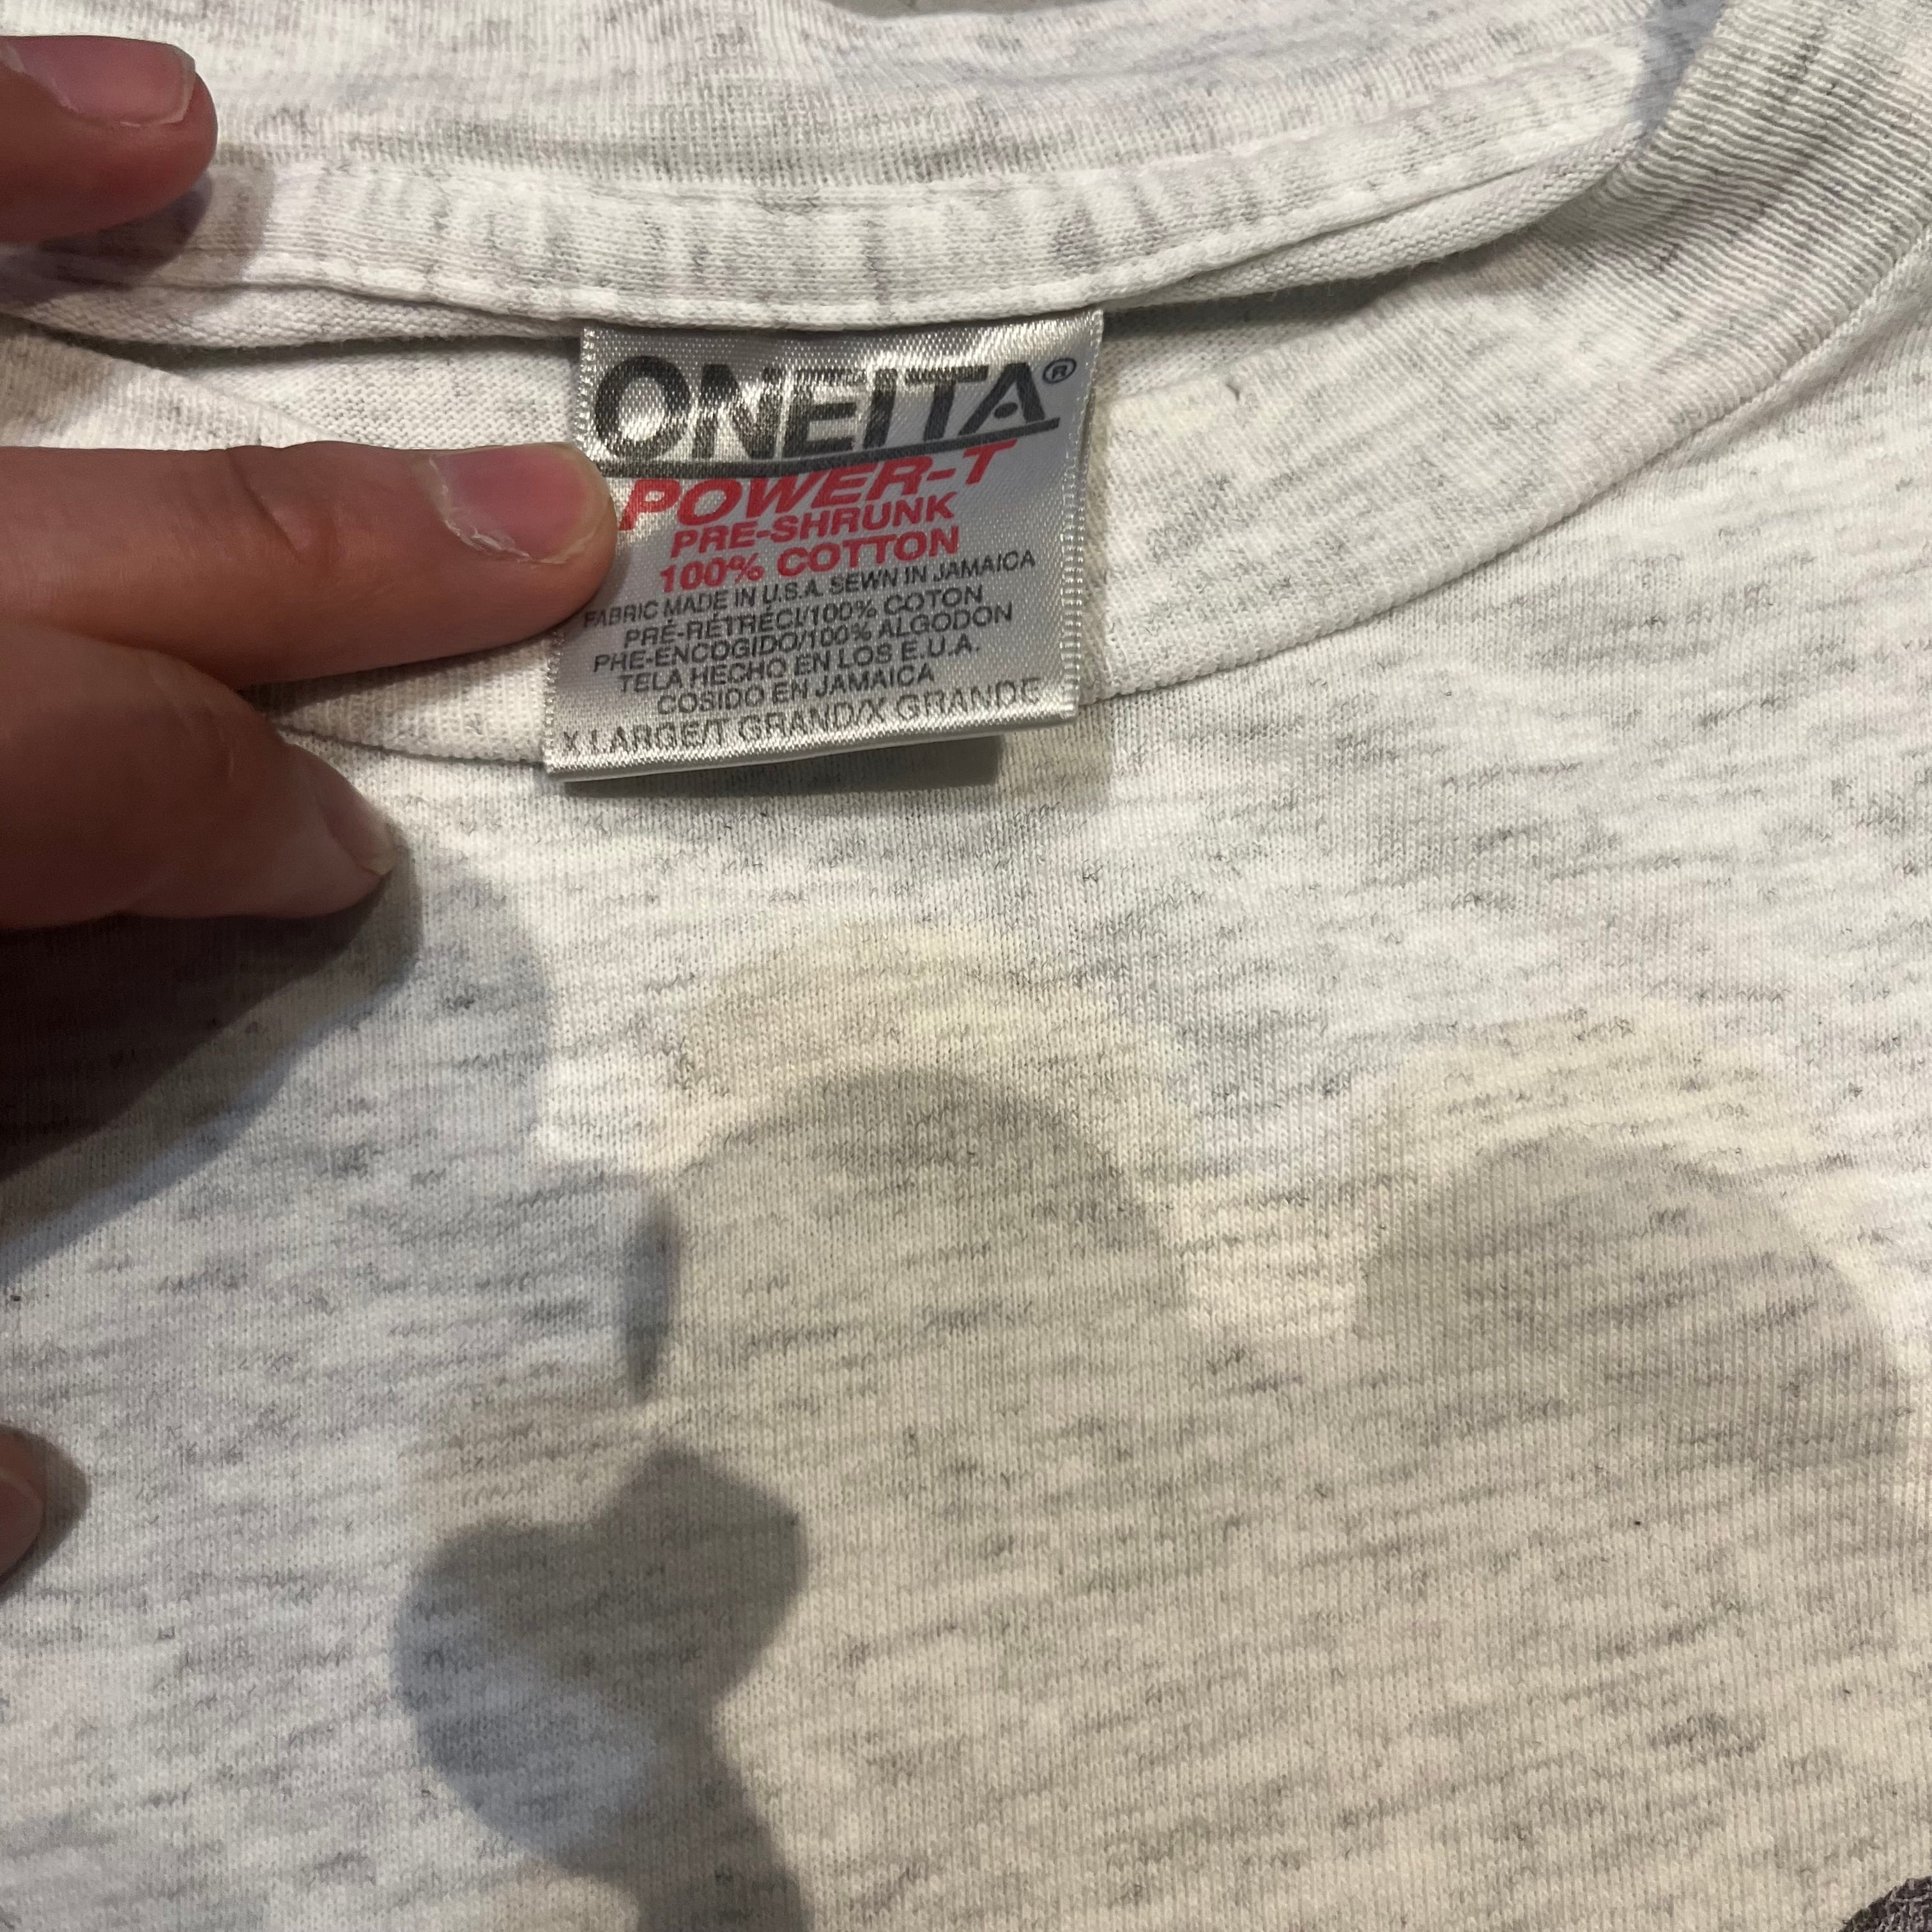 ONEITA®
POWER-T
PRE-SHRUNK
100% COTTON
FABRIC MADE IN U.S.A. SEWN IN JAMAICA
PRÉ-RÉTRÉCI/100% COTON
PRE-ENCOGIDO/100% ALGODON
TELA HECHO EN LOS E.U.A.
COSIDO EN JAMAICA
X LARGE/T GRAND/X GRANDE